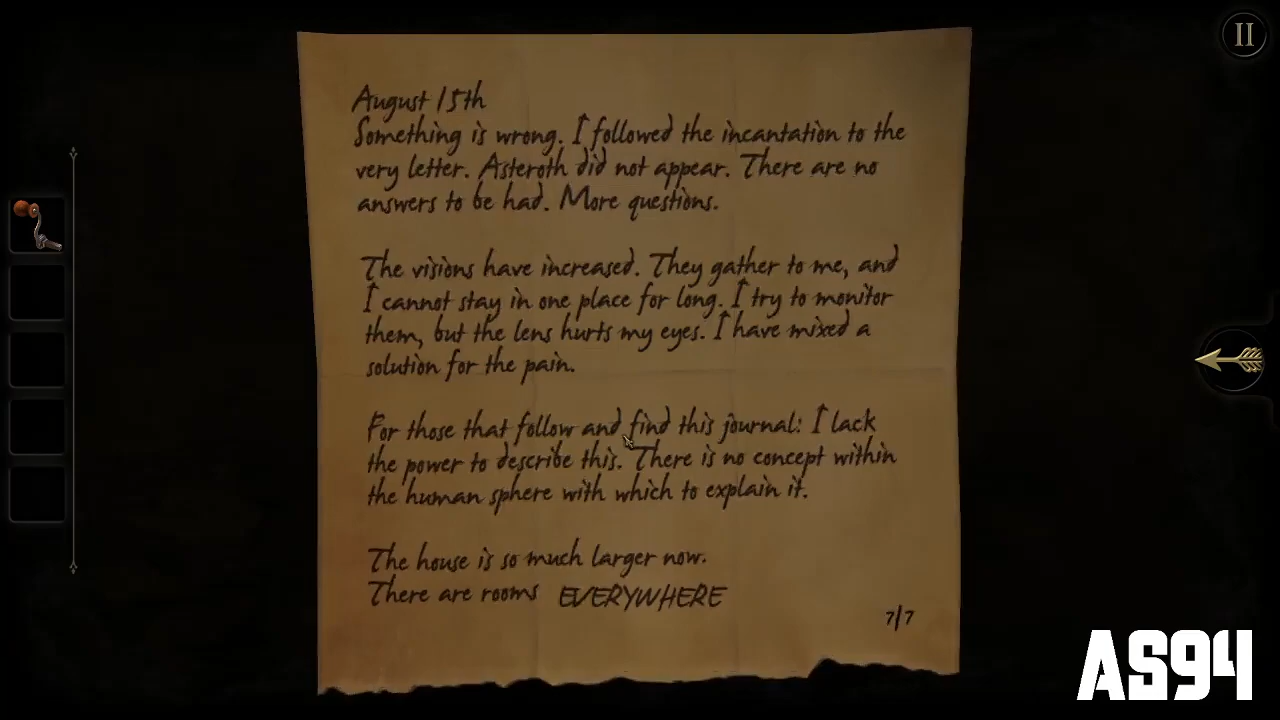 August 15th
Something is wrong. I followed the incantation to the
very letter. Asteroth did not appear. There are no
answers to be had. More questions.
The visions have increased. They gather to me, and
I cannot stay in one place for long. I try to monitor
them, but the lens hurts my eyes. I have mixed a
solution for the pain.
For those that follow and find this journal: I lack
the power to describe this. There is no concept within
the human sphere with which to explain it.
The house is so much larger now.
There are rooms EVERYWHERE
7/7
II
AS94